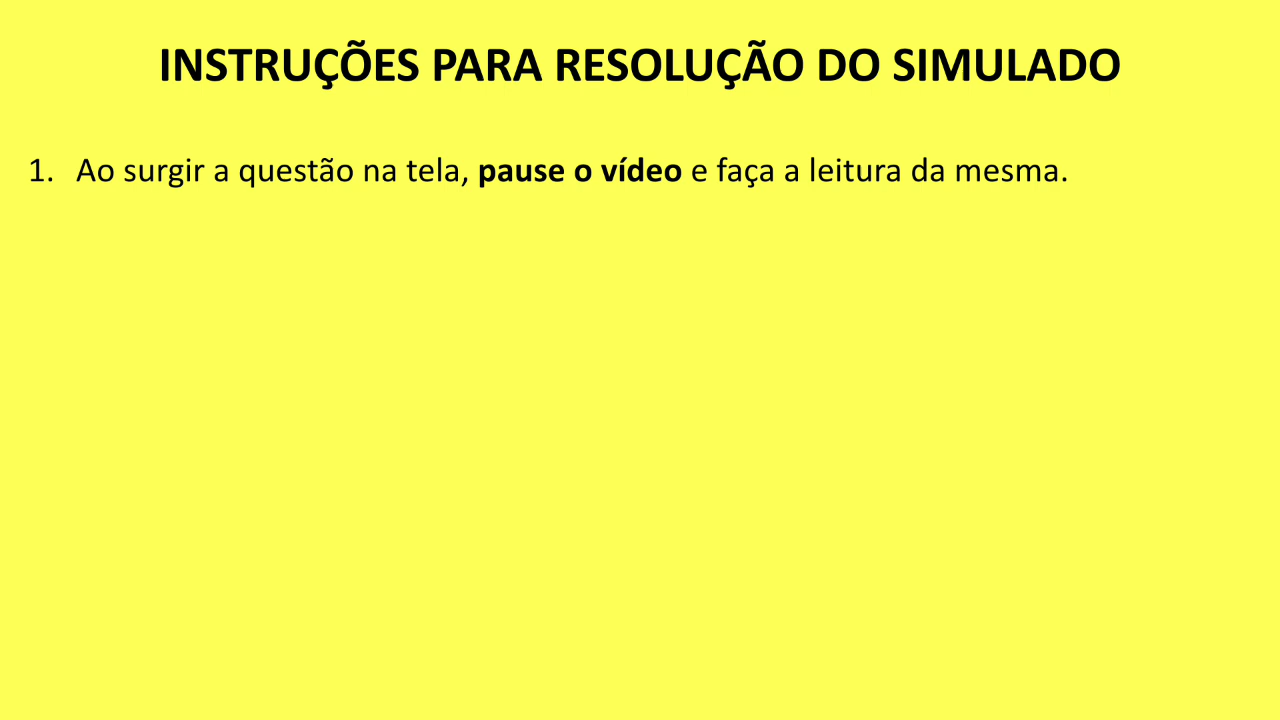 INSTRUÇÕES PARA RESOLUÇÃO DO SIMULADO
1. Ao surgir a questão na tela, pause o vídeo e faça a leitura da mesma.